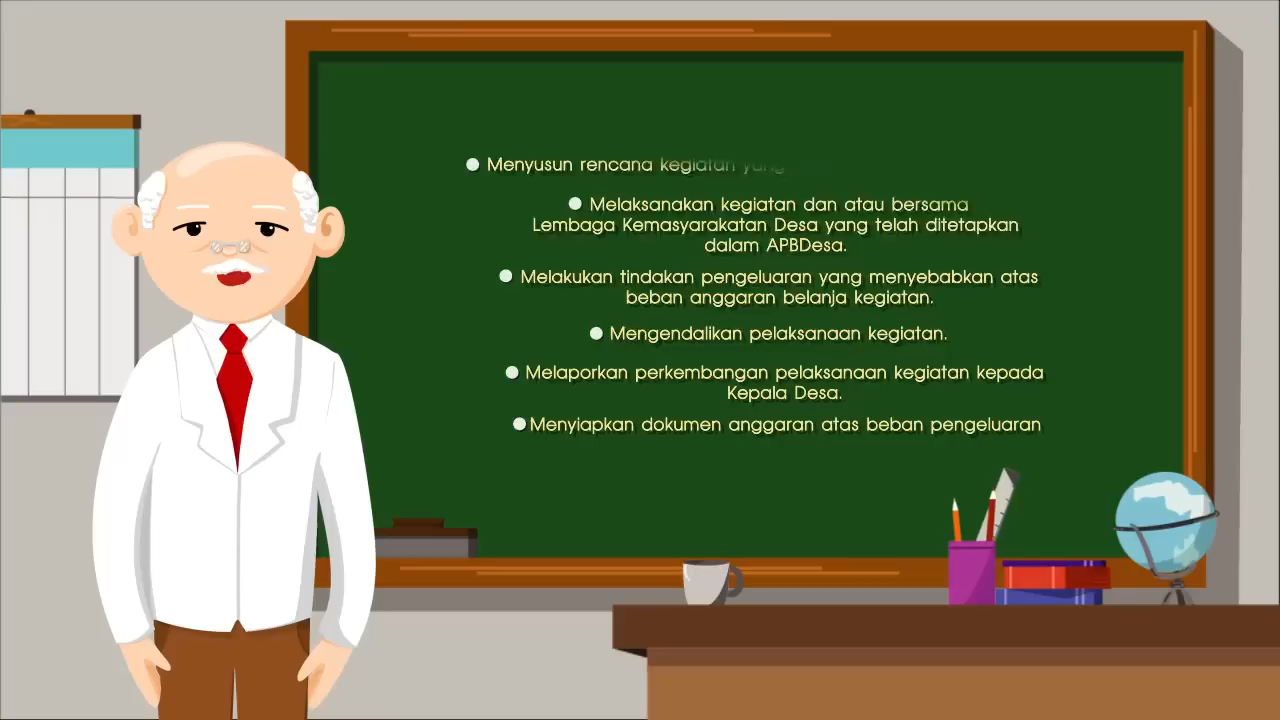 ● Menyusun rencana kegiatan yang
● Melaksanakan kegiatan dan atau bersama
Lembaga Kemasyarakatan Desa yang telah ditetapkan
dalam APBDesa.
● Melakukan tindakan pengeluaran yang menyebabkan atas
beban anggaran belanja kegiatan.
● Mengendalikan pelaksanaan kegiatan.
● Melaporkan perkembangan pelaksanaan kegiatan kepada
Kepala Desa.
● Menyiapkan dokumen anggaran atas beban pengeluaran